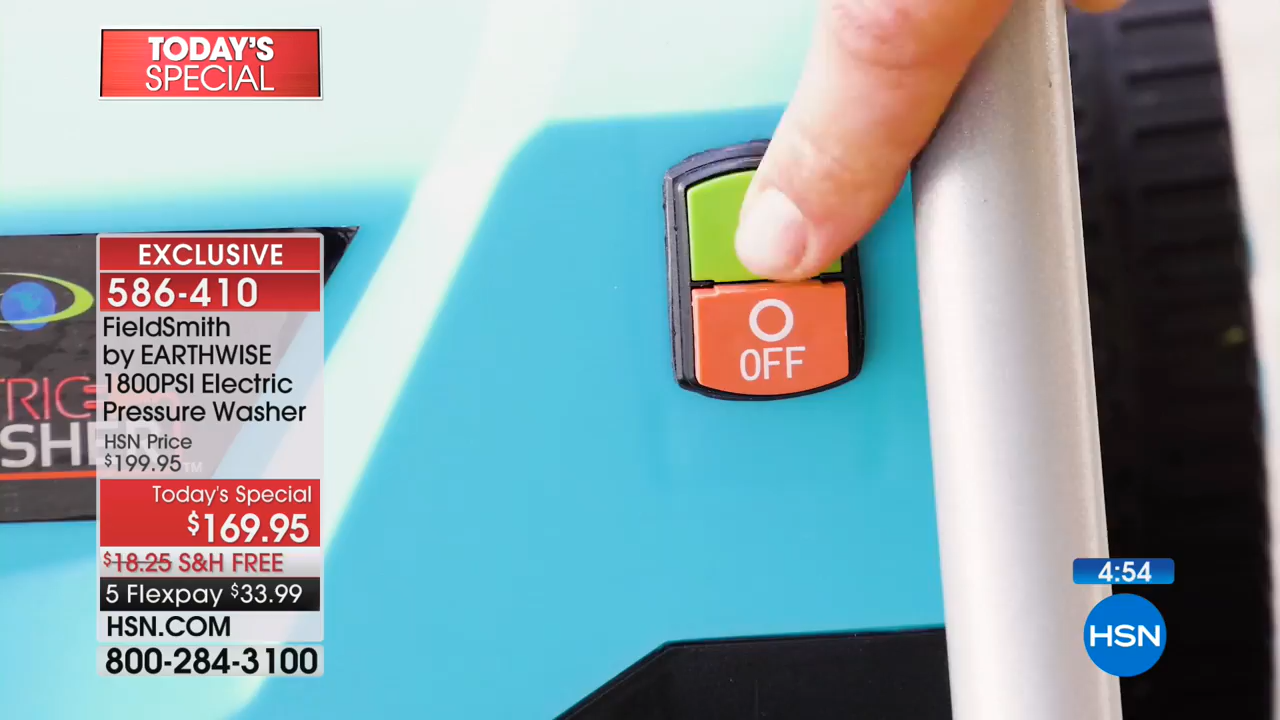 TODAY'S
SPECIAL
EXCLUSIVE
586-410
FieldSmith
by EARTHWISE
1800PSI Electric
Pressure Washer
HSN Price
$199.95
Today's Special
$169.95
$18.25 S&H FREE
5 Flexpay $33.99
HSN.COM
800-284-3100
OFF
4:54
HSN